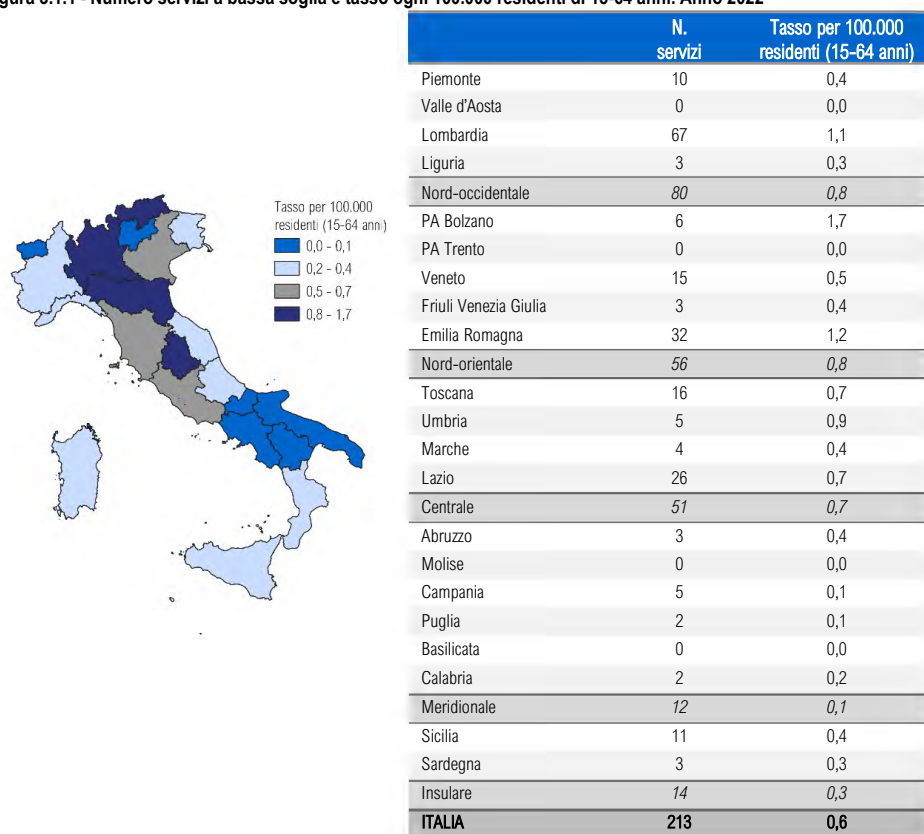 Figura 3.1.1 - Numero servizi a bassa soglia e tasso ogni 100.000 residenti di 15-64 anni. Anno 2022
N. servizi Tasso per 100.000 residenti (15-64 anni)
Piemonte 10 0,4
Valle d'Aosta 0 0,0
Lombardia 67 1,1
Liguria 3 0,3
Nord-occidentale 80 0,8
PA Bolzano 6 1,7
PA Trento 0 0,0
Veneto 15 0,5
Friuli Venezia Giulia 3 0,4
Emilia Romagna 32 1,2
Nord-orientale 56 0,8
Toscana 16 0,7
Umbria 5 0,9
Marche 4 0,4
Lazio 26 0,7
Centrale 51 0,7
Abruzzo 3 0,4
Molise 0 0,0
Campania 5 0,1
Puglia 2 0,1
Basilicata 0 0,0
Calabria 2 0,2
Meridionale 12 0,1
Sicilia 11 0,4
Sardegna 3 0,3
Insulare 14 0,3
ITALIA 213 0,6
Tasso per 100.000
residenti (15-64 anni)
0,0 - 0,1
0,2 - 0,4
0,5 - 0,7
0,8 - 1,7